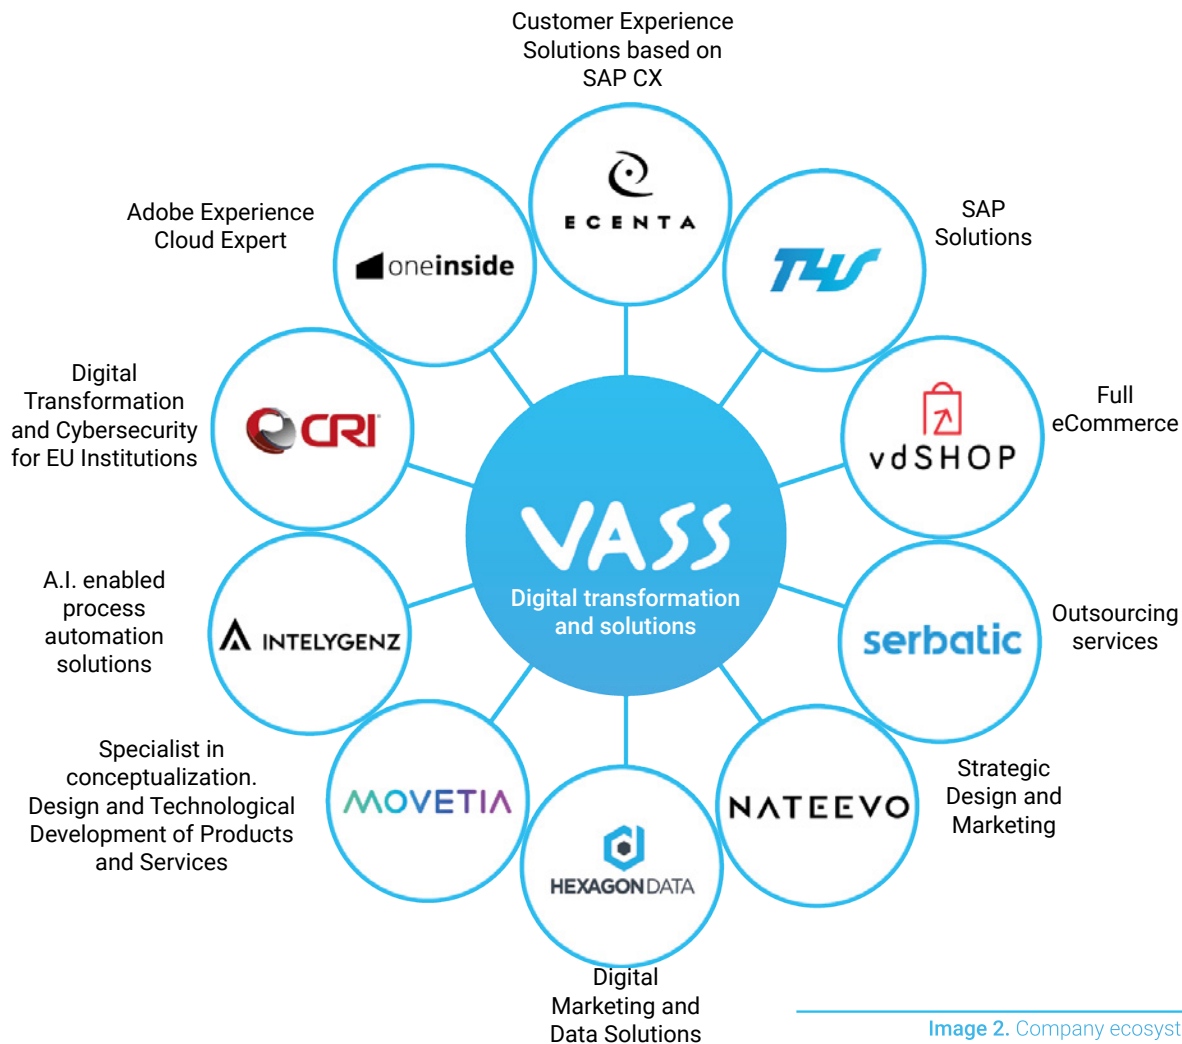 Customer Experience
Solutions based on
SAP CX
ECENTA
Adobe Experience
Cloud Expert
oneinside
T4S
SAP
Solutions
Digital
Transformation
and Cybersecurity
for EU Institutions
CRI
vdSHOP
Full
eCommerce
VASS
Digital transformation
and solutions
A.I. enabled
process
automation
solutions
INTELYGENZ
serbatic
Outsourcing
services
Specialist in
conceptualization.
Design and Technological
Development of Products
and Services
MOVETIA
NATEEVO
Strategic
Design and
Marketing
HEXAGON DATA
Digital
Marketing and
Data Solutions
Image 2. Company ecosyst